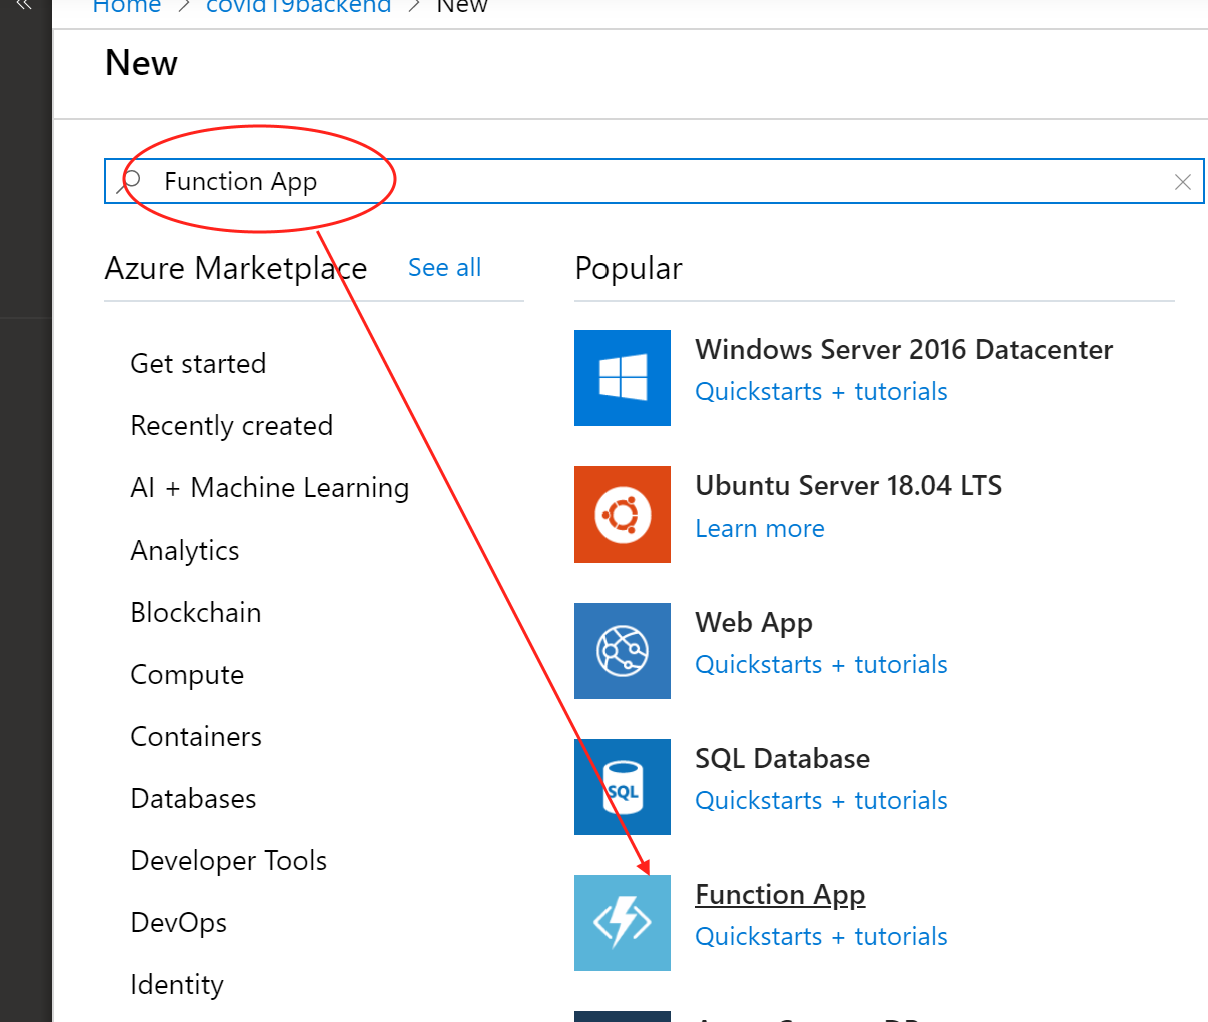 Home > covid19backend > New
New
Function App
Azure Marketplace See all
Get started
Recently created
AI + Machine Learning
Analytics
Blockchain
Compute
Containers
Databases
Developer Tools
DevOps
Identity
Popular
Windows Server 2016 Datacenter
Quickstarts + tutorials
Ubuntu Server 18.04 LTS
Learn more
Web App
Quickstarts + tutorials
SQL
SQL Database
Quickstarts + tutorials
Function App
Quickstarts + tutorials